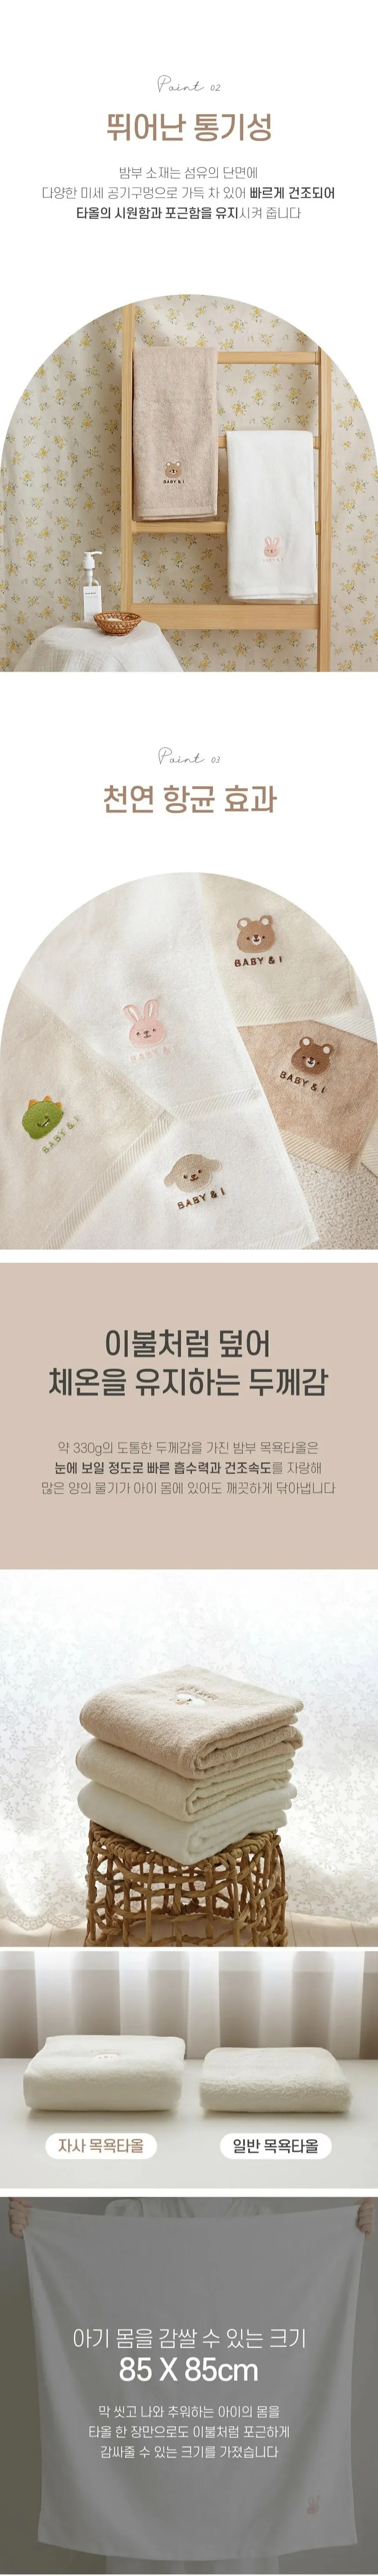 Point 02
뛰어난 통기성
밤부 소재는 섬유의 단면에
다양한 미세 공기구멍으로 가득 차 있어 빠르게 건조되어
타올의 시원함과 포근함을 유지시켜 줍니다
BABY & I
Point 03
천연 항균 효과
BABY & I
BABY & I
BABY & I
BABY & I
BABY & I
이불처럼 덮어
체온을 유지하는 두께감
약 330g의 도톰한 두께감을 가진 밤부 목욕타올은
눈에 보일 정도로 빠른 흡수력과 건조속도를 자랑해
많은 양의 물기가 아이 몸에 있어도 깨끗하게 닦아냅니다
자사 목욕타올
일반 목욕타올
아기 몸을 감쌀 수 있는 크기
85 X 85cm
막 씻고 나와 추워하는 아이의 몸을
타올 한 장만으로도 이불처럼 포근하게
감싸줄 수 있는 크기를 가졌습니다